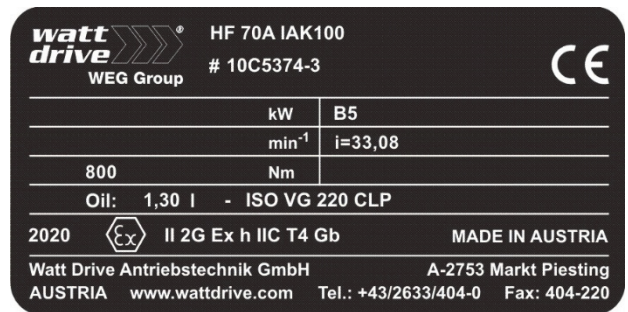 watt drive
WEG Group
HF 70A IAK100
# 10C5374-3
CE
kW B5
min-1 i=33,08
800 Nm
Oil: 1,30 l - ISO VG 220 CLP
2020 Ex II 2G Ex h IIC T4 Gb MADE IN AUSTRIA
Watt Drive Antriebstechnik GmbH A-2753 Markt Piesting
AUSTRIA www.wattdrive.com Tel.: +43/2633/404-0 Fax: 404-220